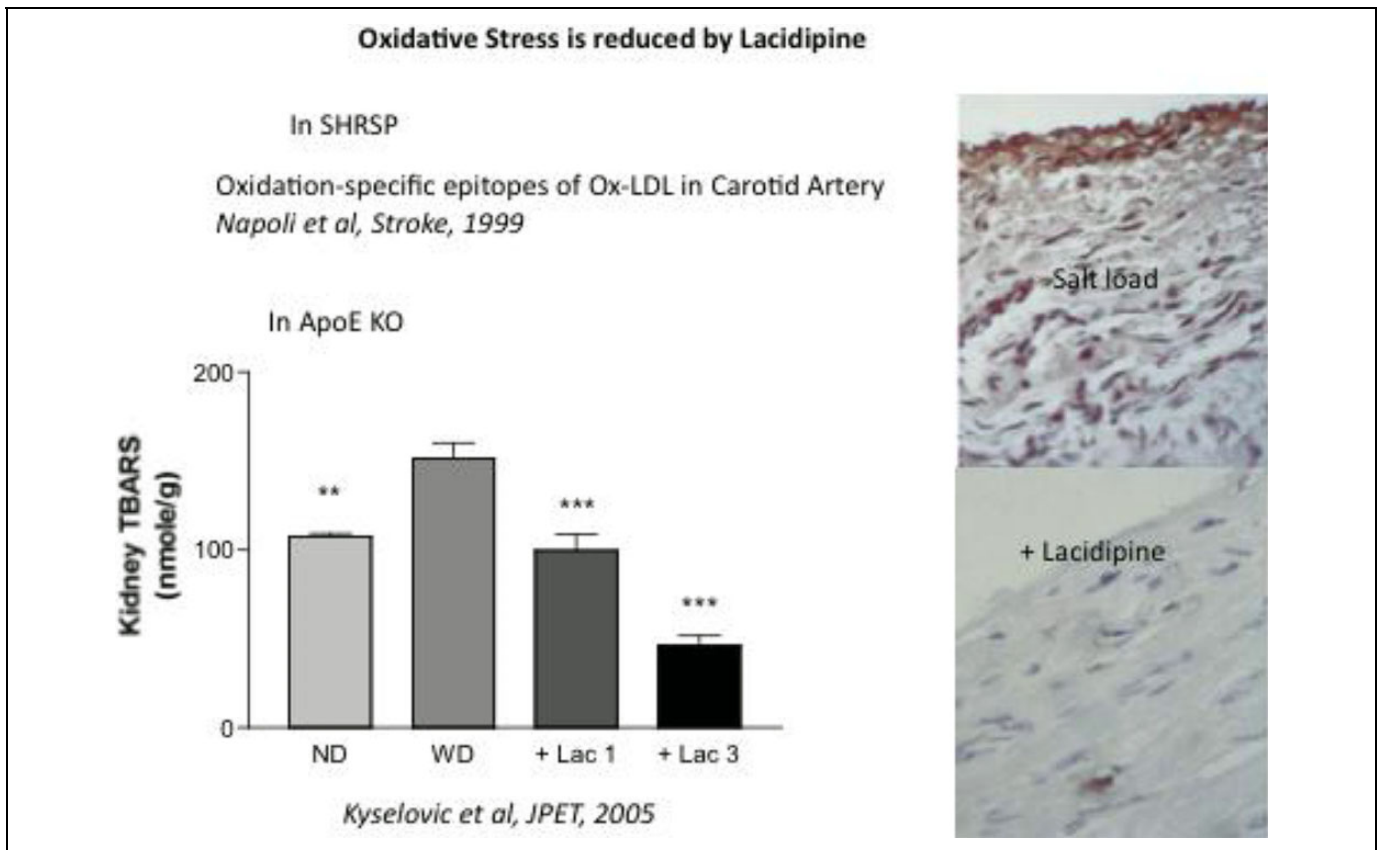 Oxidative Stress is reduced by Lacidipine
In SHRSP
Oxidation-specific epitopes of Ox-LDL in Carotid Artery
Napoli et al, Stroke, 1999
Salt load
In ApoE KO
+ Lacidipine
Kidney TBARS
(nmole/g)
200
100
0
**
***
***
ND WD + Lac 1 + Lac 3
Kyselovic et al, JPET, 2005